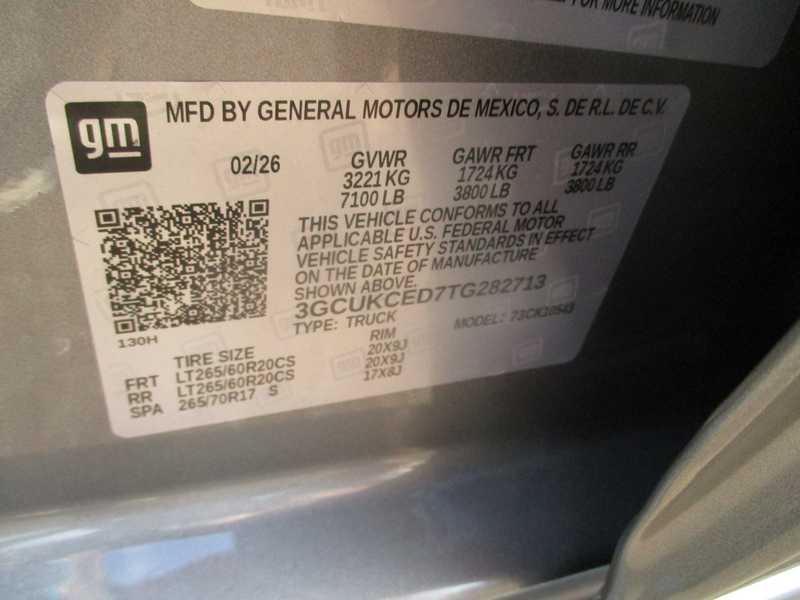 FOR MORE INFORMATION
gm
MFD BY GENERAL MOTORS DE MEXICO, S. DE R.L. DE C.V.
02/26 GVWR GAWR FRT GAWR RR
3221 KG 1724 KG 1724 KG
7100 LB 3800 LB 3800 LB
THIS VEHICLE CONFORMS TO ALL
APPLICABLE U.S. FEDERAL MOTOR
VEHICLE SAFETY STANDARDS IN EFFECT
ON THE DATE OF MANUFACTURE
SHOWN ABOVE.
3GCUKCED7TG282713
TYPE: TRUCK MODEL: 73CK10543
130H
TIRE SIZE RIM
FRT LT265/60R20CS 20X9J
RR LT265/60R20CS 20X9J
SPA 265/70R17 S 17X8J